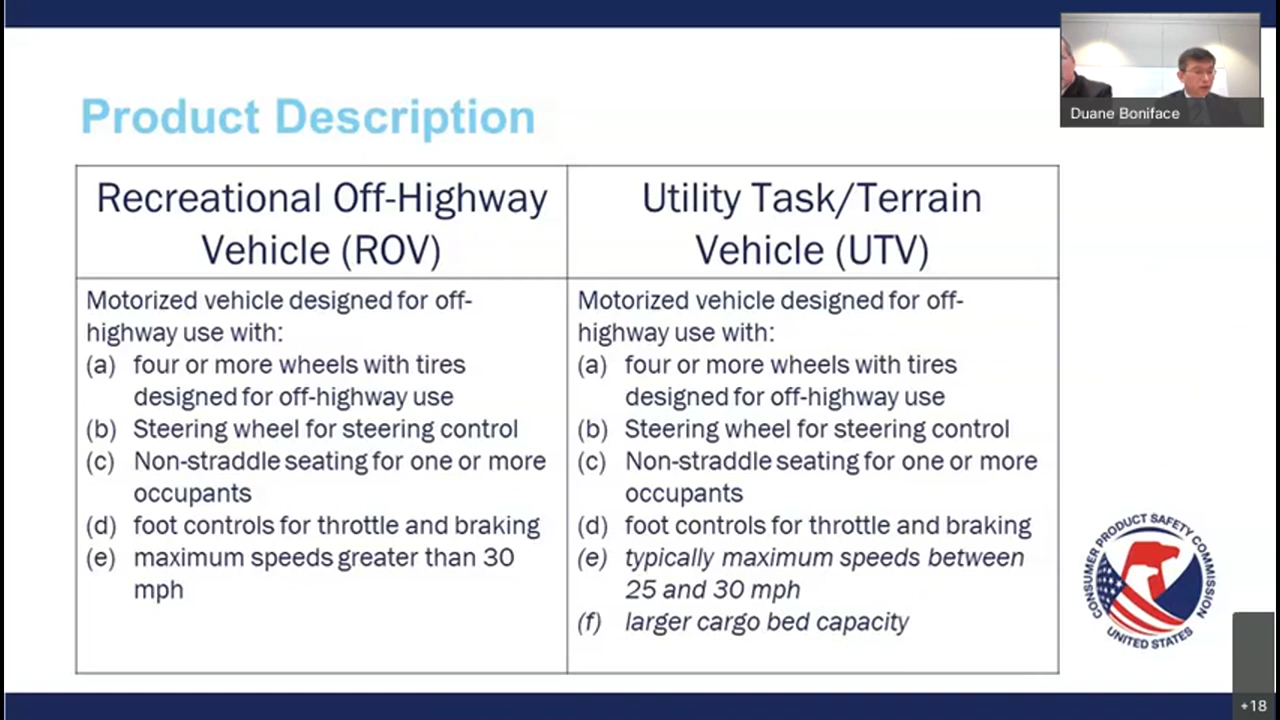 Product Description
Duane Boniface
Recreational Off-Highway
Vehicle (ROV)
Utility Task/Terrain
Vehicle (UTV)
Motorized vehicle designed for off-
highway use with:
(a) four or more wheels with tires
designed for off-highway use
(b) Steering wheel for steering control
(c) Non-straddle seating for one or more
occupants
(d) foot controls for throttle and braking
(e) maximum speeds greater than 30
mph
Motorized vehicle designed for off-
highway use with:
(a) four or more wheels with tires
designed for off-highway use
(b) Steering wheel for steering control
(c) Non-straddle seating for one or more
occupants
(d) foot controls for throttle and braking
(e) typically maximum speeds between
25 and 30 mph
(f) larger cargo bed capacity
CONSUMER PRODUCT SAFETY COMMISSION
UNITED STATES
+18